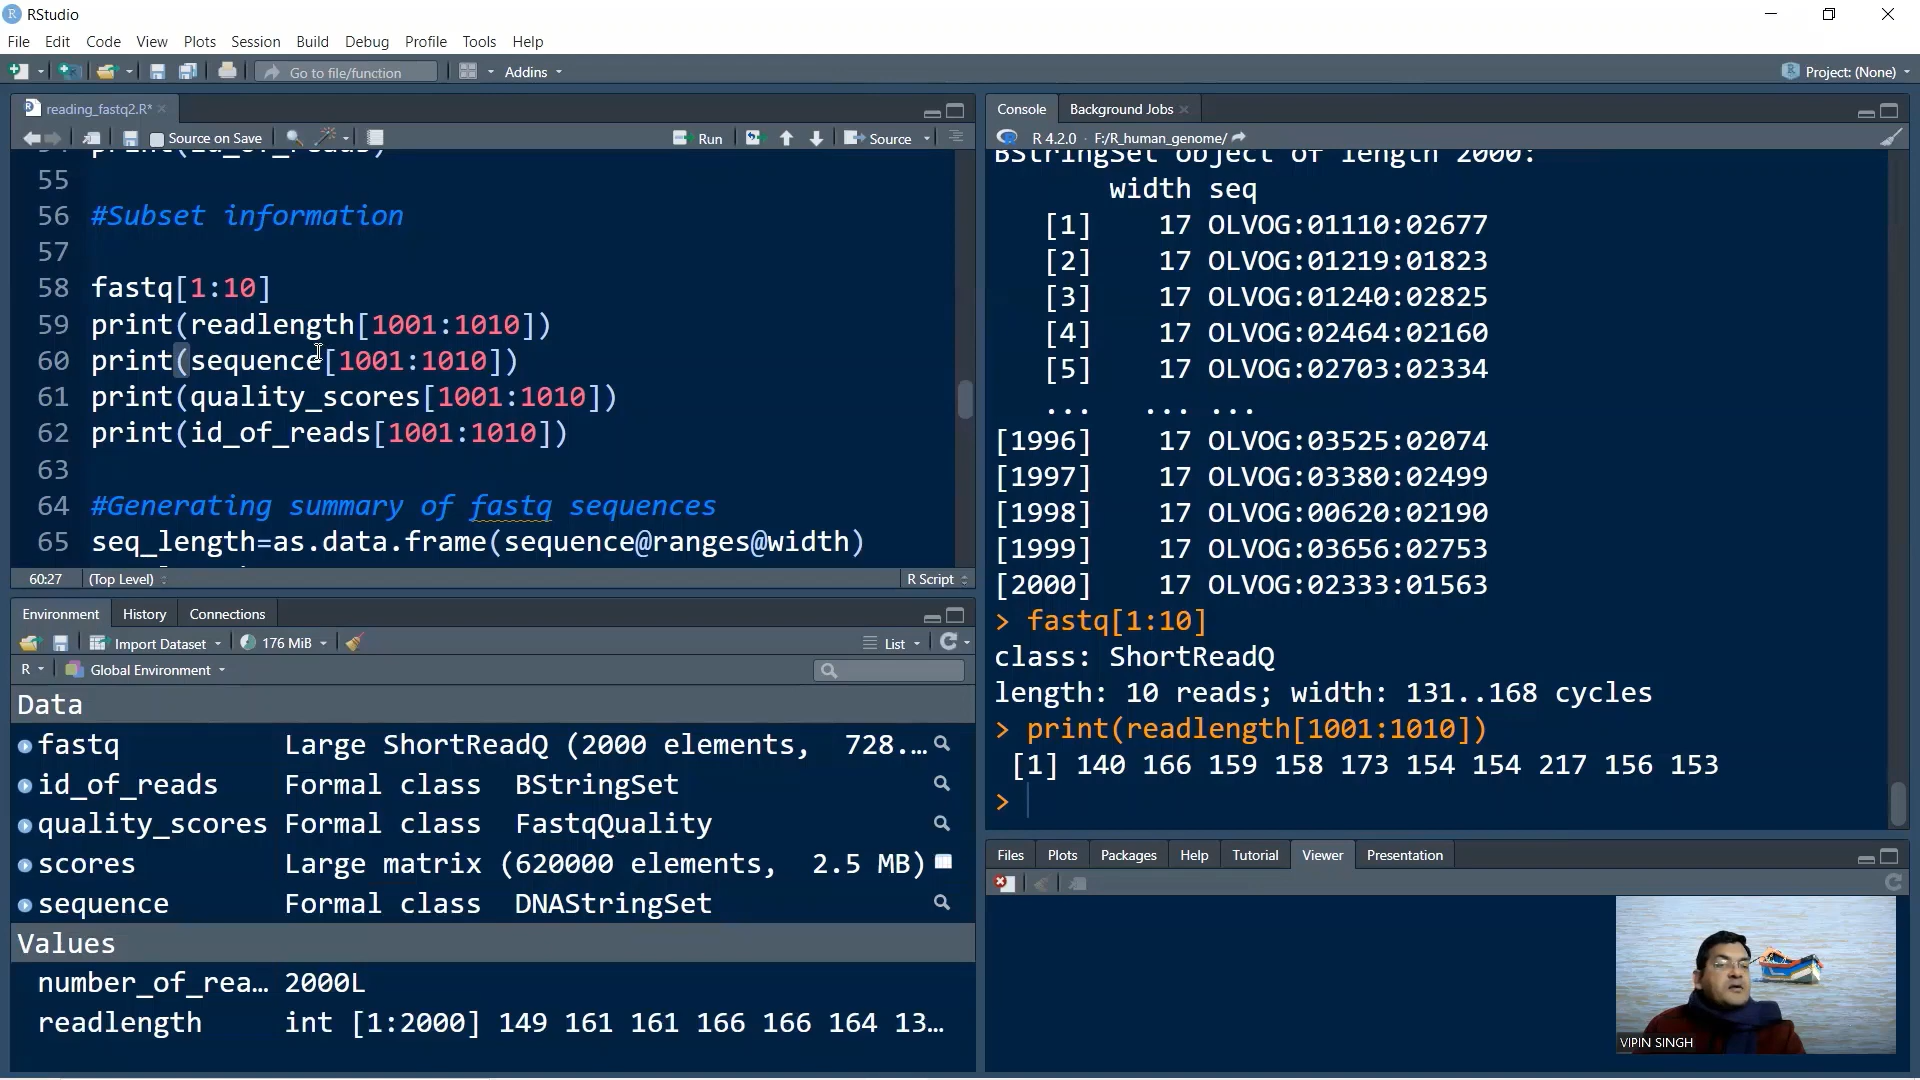 RStudio
File Edit Code View Plots Session Build Debug Profile Tools Help
Go to file/function Addins Project: (None)
reading_fastq2.R*
Source on Save Run Source
54 print(id_of_reads)
55
56 #Subset information
57
58 fastq[1:10]
59 print(readlength[1001:1010])
60 print(sequence[1001:1010])
61 print(quality_scores[1001:1010])
62 print(id_of_reads[1001:1010])
63
64 #Generating summary of fastq sequences
65 seq_length=as.data.frame(sequence@ranges@width)
60:27 (Top Level) R Script
Environment History Connections
Import Dataset 176 MiB List
R Global Environment
Data
fastq Large ShortReadQ (2000 elements, 728.…
id_of_reads Formal class BStringSet
quality_scores Formal class FastqQuality
scores Large matrix (620000 elements, 2.5 MB)
sequence Formal class DNAStringSet
Values
number_of_rea… 2000L
readlength int [1:2000] 149 161 161 166 166 164 13…
Console Background Jobs
R 4.2.0 · F:/R_human_genome/
BStringSet object of length 2000:
width seq
[1] 17 OLVOG:01110:02677
[2] 17 OLVOG:01219:01823
[3] 17 OLVOG:01240:02825
[4] 17 OLVOG:02464:02160
[5] 17 OLVOG:02703:02334
... ... ...
[1996] 17 OLVOG:03525:02074
[1997] 17 OLVOG:03380:02499
[1998] 17 OLVOG:00620:02190
[1999] 17 OLVOG:03656:02753
[2000] 17 OLVOG:02333:01563
> fastq[1:10]
class: ShortReadQ
length: 10 reads; width: 131..168 cycles
> print(readlength[1001:1010])
[1] 140 166 159 158 173 154 154 217 156 153
>
Files Plots Packages Help Tutorial Viewer Presentation
VIPIN SINGH